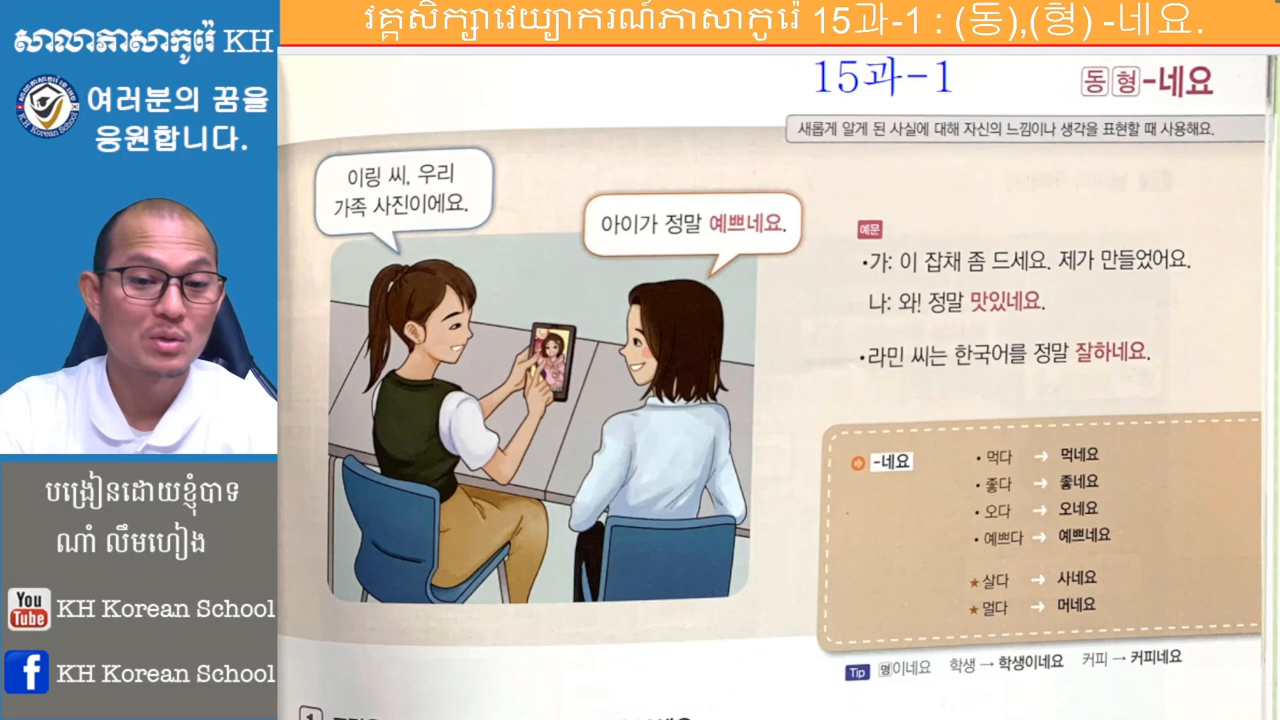 វគ្គសិក្សាវេយ្យាករណ៍ភាសាកូរ៉េ 15과-1 : (동),(형) -네요.
សាលាភាសាកូរ៉េ KH
여러분의 꿈을
응원합니다.
បង្រៀនដោយខ្ញុំបាទ
ណាំ លឹមហៀង
You
Tube
KH Korean School
f
KH Korean School
15과-1
동 형 -네요
새롭게 알게 된 사실에 대해 자신의 느낌이나 생각을 표현할 때 사용해요.
이링 씨, 우리
가족 사진이에요.
아이가 정말 예쁘네요.
예문
•가: 이 잡채 좀 드세요. 제가 만들었어요.
나: 와! 정말 맛있네요.
•라민 씨는 한국어를 정말 잘하네요.
-네요
• 먹다 → 먹네요
• 좋다 → 좋네요
• 오다 → 오네요
• 예쁘다 → 예쁘네요
★살다 → 사네요
★멀다 → 머네요
Tip 명이네요 학생 → 학생이네요 커피 → 커피네요
1